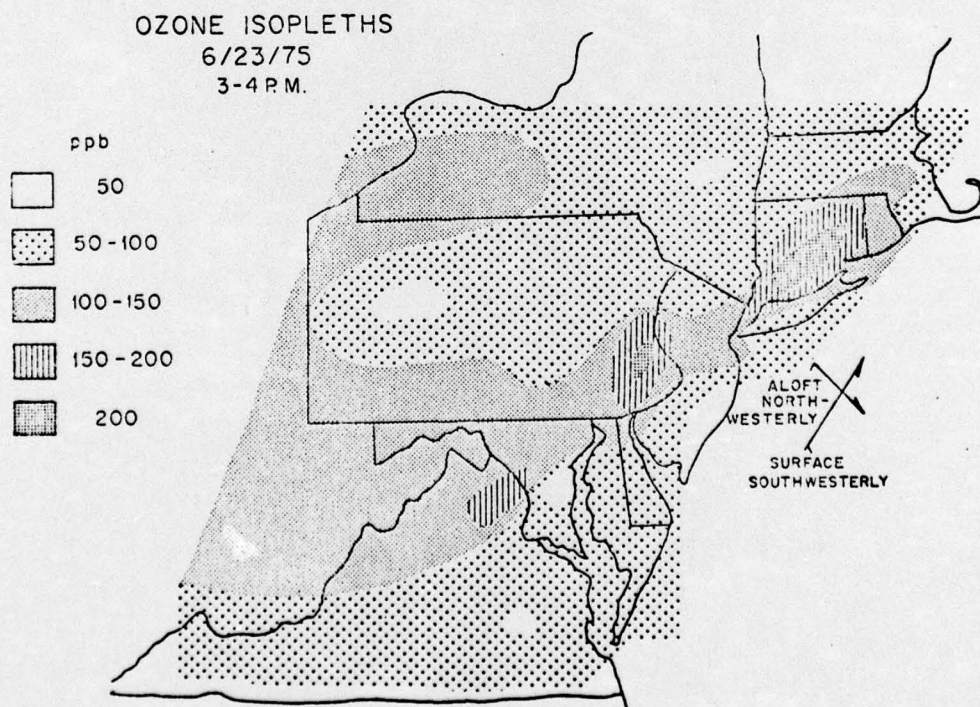 OZONE ISOPLETHS
6/23/75
3-4 P.M.
ppb
50
50-100
100-150
150-200
200
ALOFT
NORTH-
WESTERLY
SURFACE
SOUTHWESTERLY